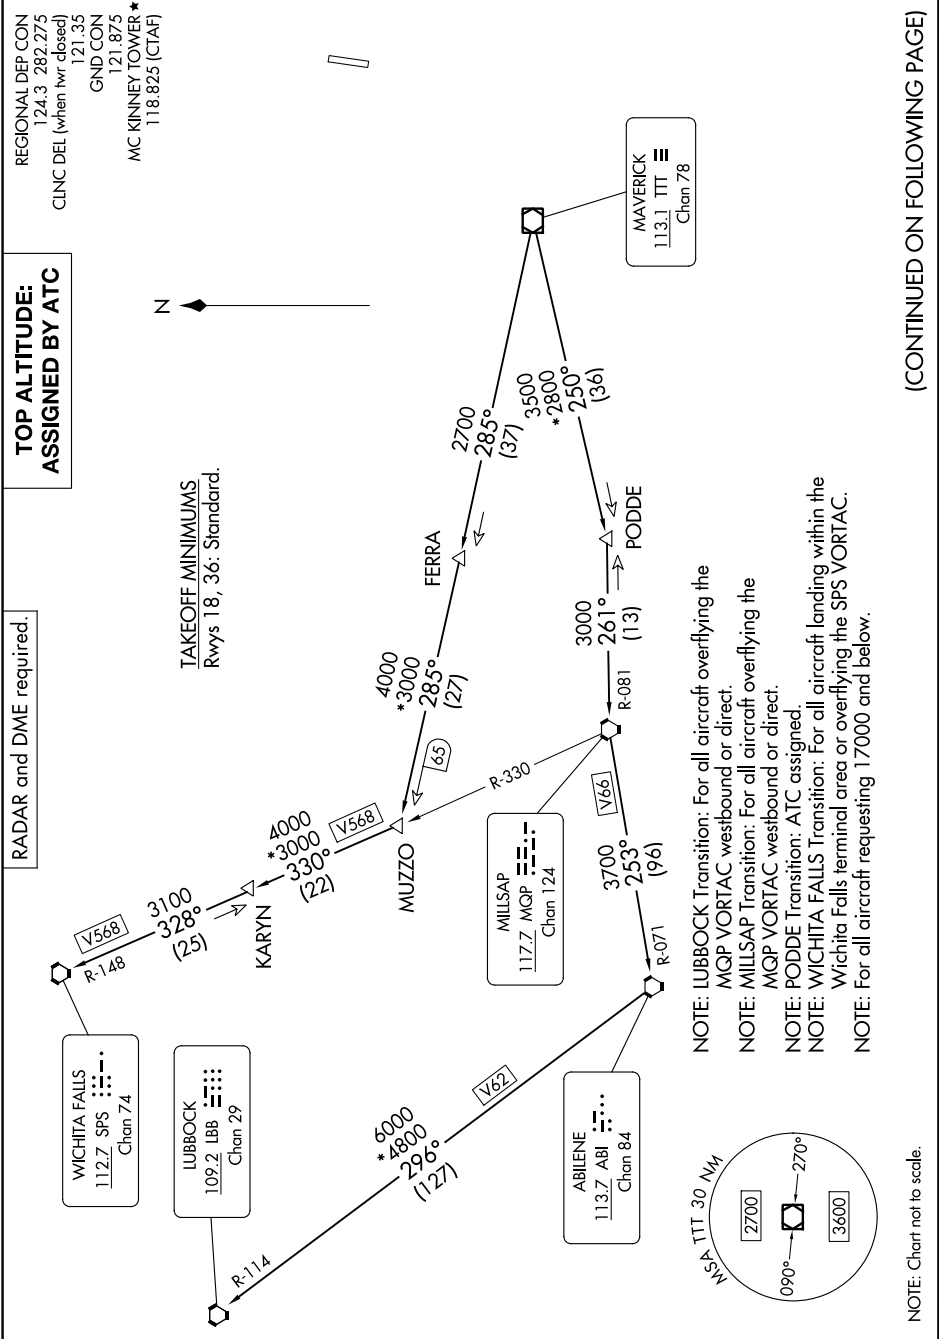 REGIONAL DEP CON
124.3 282.275
CLNC DEL (when twr closed)
121.35
GND CON
121.875
MC KINNEY TOWER ★
118.825 (CTAF)
TOP ALTITUDE:
ASSIGNED BY ATC
RADAR and DME required.
N
TAKEOFF MINIMUMS
Rwys 18, 36: Standard.
WICHITA FALLS
112.7 SPS
Chan 74
R-148
V568
3100
328°
(25)
KARYN
4000
*3000
330°
(22)
V568
MUZZO
4000
*3000
285°
(27)
65
FERRA
2700
285°
(37)
3500
*2800
250°
(36)
MAVERICK
113.1 TTT
Chan 78
PODDE
3000
261°
(13)
R-081
R-330
MILLSAP
117.7 MQP
Chan 124
V66
3700
253°
(96)
R-071
ABILENE
113.7 ABI
Chan 84
V62
6000
*4800
296°
(127)
R-114
LUBBOCK
109.2 LBB
Chan 29
NOTE: LUBBOCK Transition: For all aircraft overflying the
MQP VORTAC westbound or direct.
NOTE: MILLSAP Transition: For all aircraft overflying the
MQP VORTAC westbound or direct.
NOTE: PODDE Transition: ATC assigned.
NOTE: WICHITA FALLS Transition: For all aircraft landing within the
Wichita Falls terminal area or overflying the SPS VORTAC.
NOTE: For all aircraft requesting 17000 and below.
MSA TTT 30 NM
2700
090°
270°
3600
NOTE: Chart not to scale.
(CONTINUED ON FOLLOWING PAGE)